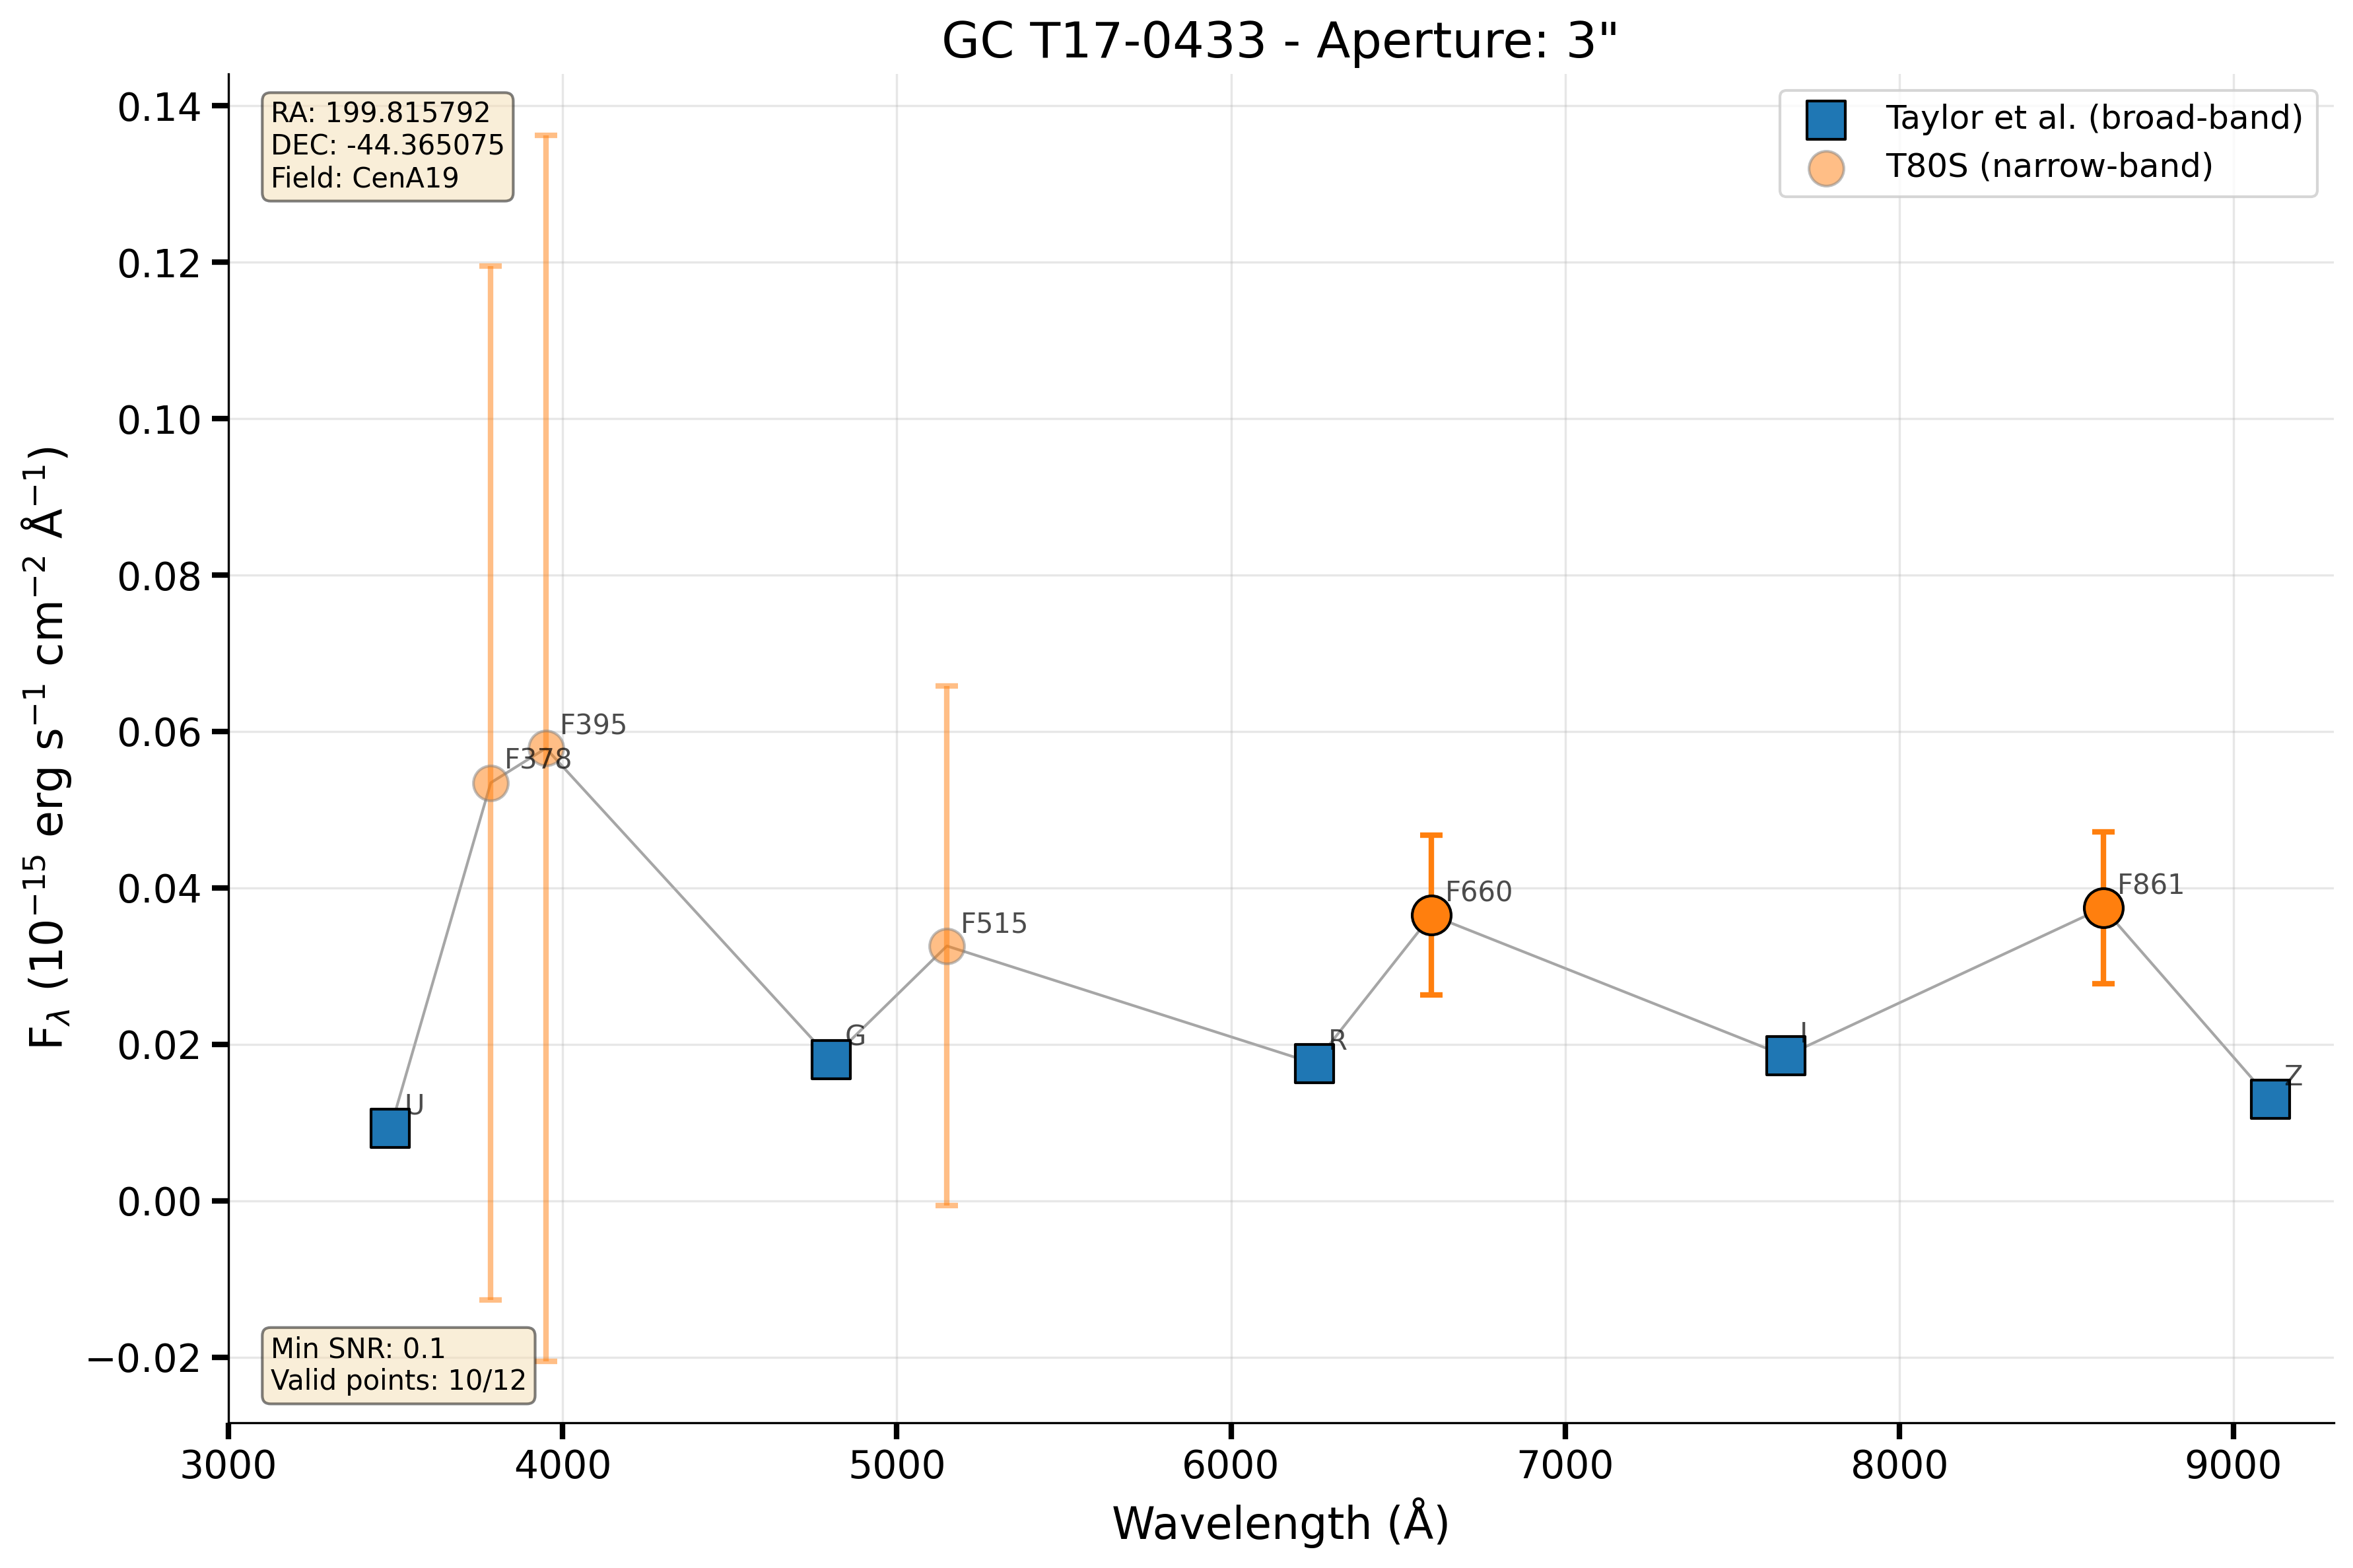 GC T17-0433 - Aperture: 3"
RA: 199.815792
DEC: -44.365075
Field: CenA19
Taylor et al. (broad-band)
T80S (narrow-band)
F_λ (10⁻¹⁵ erg s⁻¹ cm⁻² Å⁻¹)
0.14
0.12
0.10
0.08
0.06
0.04
0.02
0.00
−0.02
U
F378
F395
G
F515
R
F660
I
F861
Z
Min SNR: 0.1
Valid points: 10/12
3000 4000 5000 6000 7000 8000 9000
Wavelength (Å)